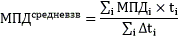 МПДсредневзв = ∑i МПДi × ti / ∑i Δti